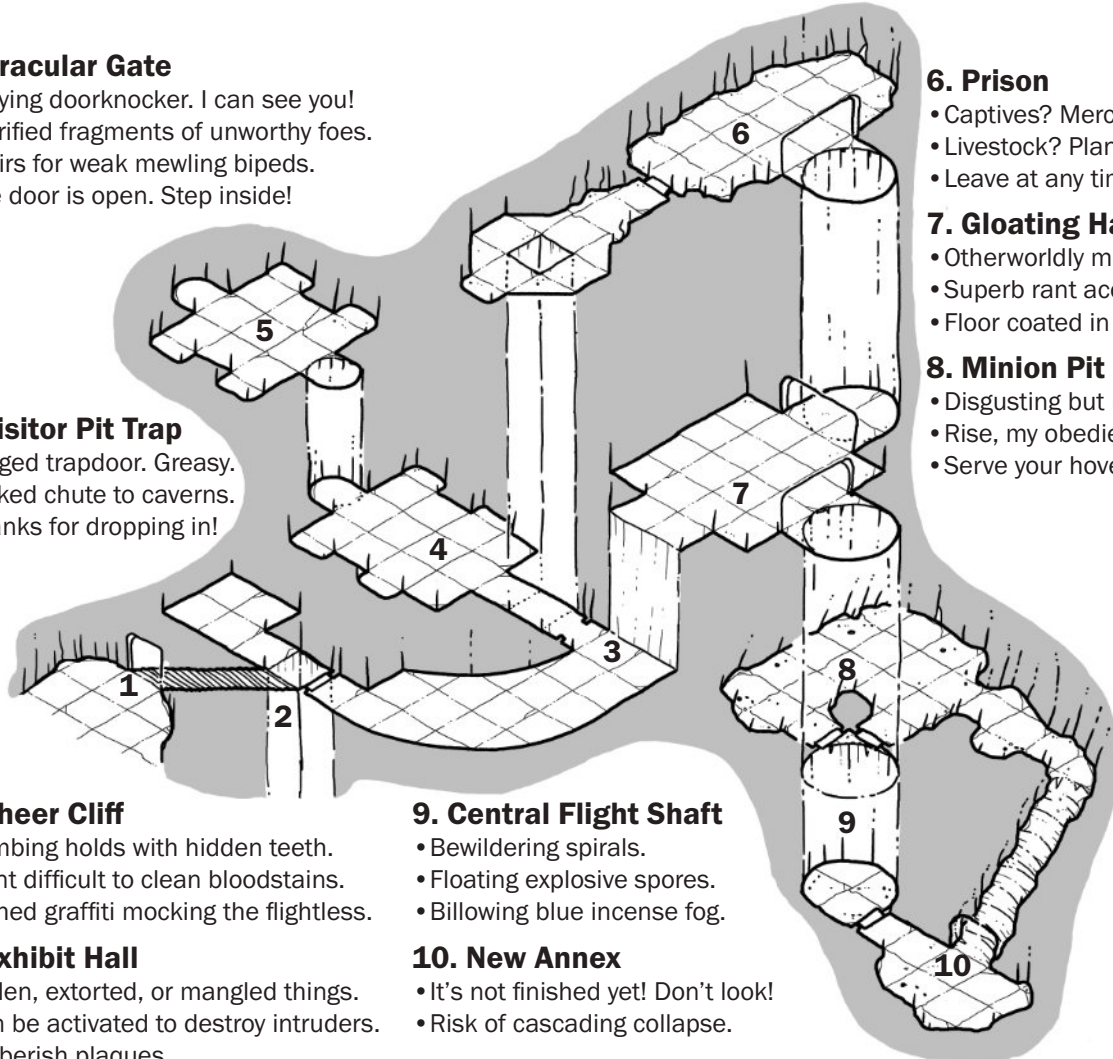 racular Gate
ying doorknocker. I can see you!
rified fragments of unworthy foes.
irs for weak mewling bipeds.
e door is open. Step inside!
isitor Pit Trap
ged trapdoor. Greasy.
ked chute to caverns.
anks for dropping in!
heer Cliff
mbing holds with hidden teeth.
nt difficult to clean bloodstains.
ned graffiti mocking the flightless.
xhibit Hall
len, extorted, or mangled things.
n be activated to destroy intruders.
berish plaques
9. Central Flight Shaft
•Bewildering spirals.
•Floating explosive spores.
•Billowing blue incense fog.
10. New Annex
•It’s not finished yet! Don’t look!
•Risk of cascading collapse.
6. Prison
•Captives? Merc
•Livestock? Plan
•Leave at any tin
7. Gloating Ha
•Otherworldly m
•Superb rant acc
•Floor coated in
8. Minion Pit
•Disgusting but
•Rise, my obedie
•Serve your hove
6
5
7
4
3
8
1
2
9
10